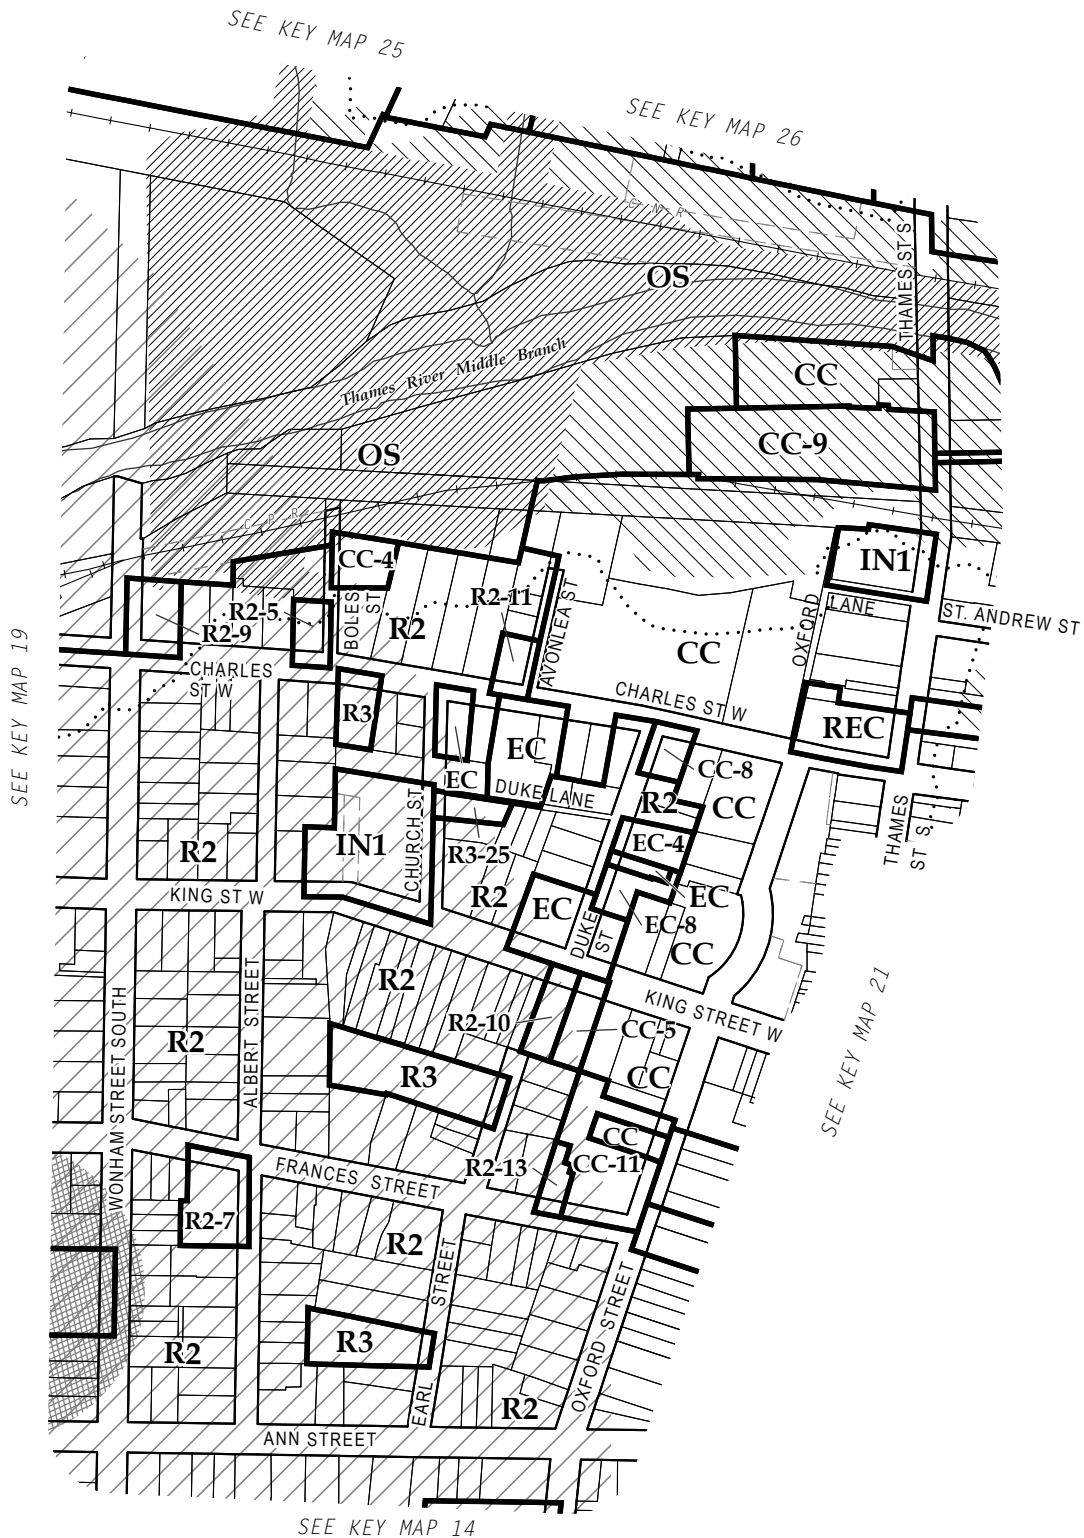 SEE KEY MAP 25
SEE KEY MAP 26
C N R
THAMES ST S
OS
Thames River Middle Branch
CC
CC-9
OS
C P R
CC-4
IN1
R2-11
R2-5
BOLES
ST
R2
R2-9
AVONLEA ST
OXFORD
LANE
ST. ANDREW ST
SEE KEY MAP 19
CC
CHARLES
ST W
CHARLES ST W
R3
EC
REC
EC
CC-8
DUKE LANE
R2
CC
THAMES
ST S
CHURCH ST
IN1
R3-25
EC-4
R2
KING ST W
R2
EC
EC
EC-8
DUKE
ST
CC
R2
WONHAM STREET SOUTH
ALBERT STREET
R2
R2-10
CC-5
KING STREET W
SEE KEY MAP 21
R3
CC
CC
R2-13
CC-11
FRANCES STREET
R2-7
R2
EARL STREET
OXFORD STREET
R3
R2
R2
ANN STREET
SEE KEY MAP 14